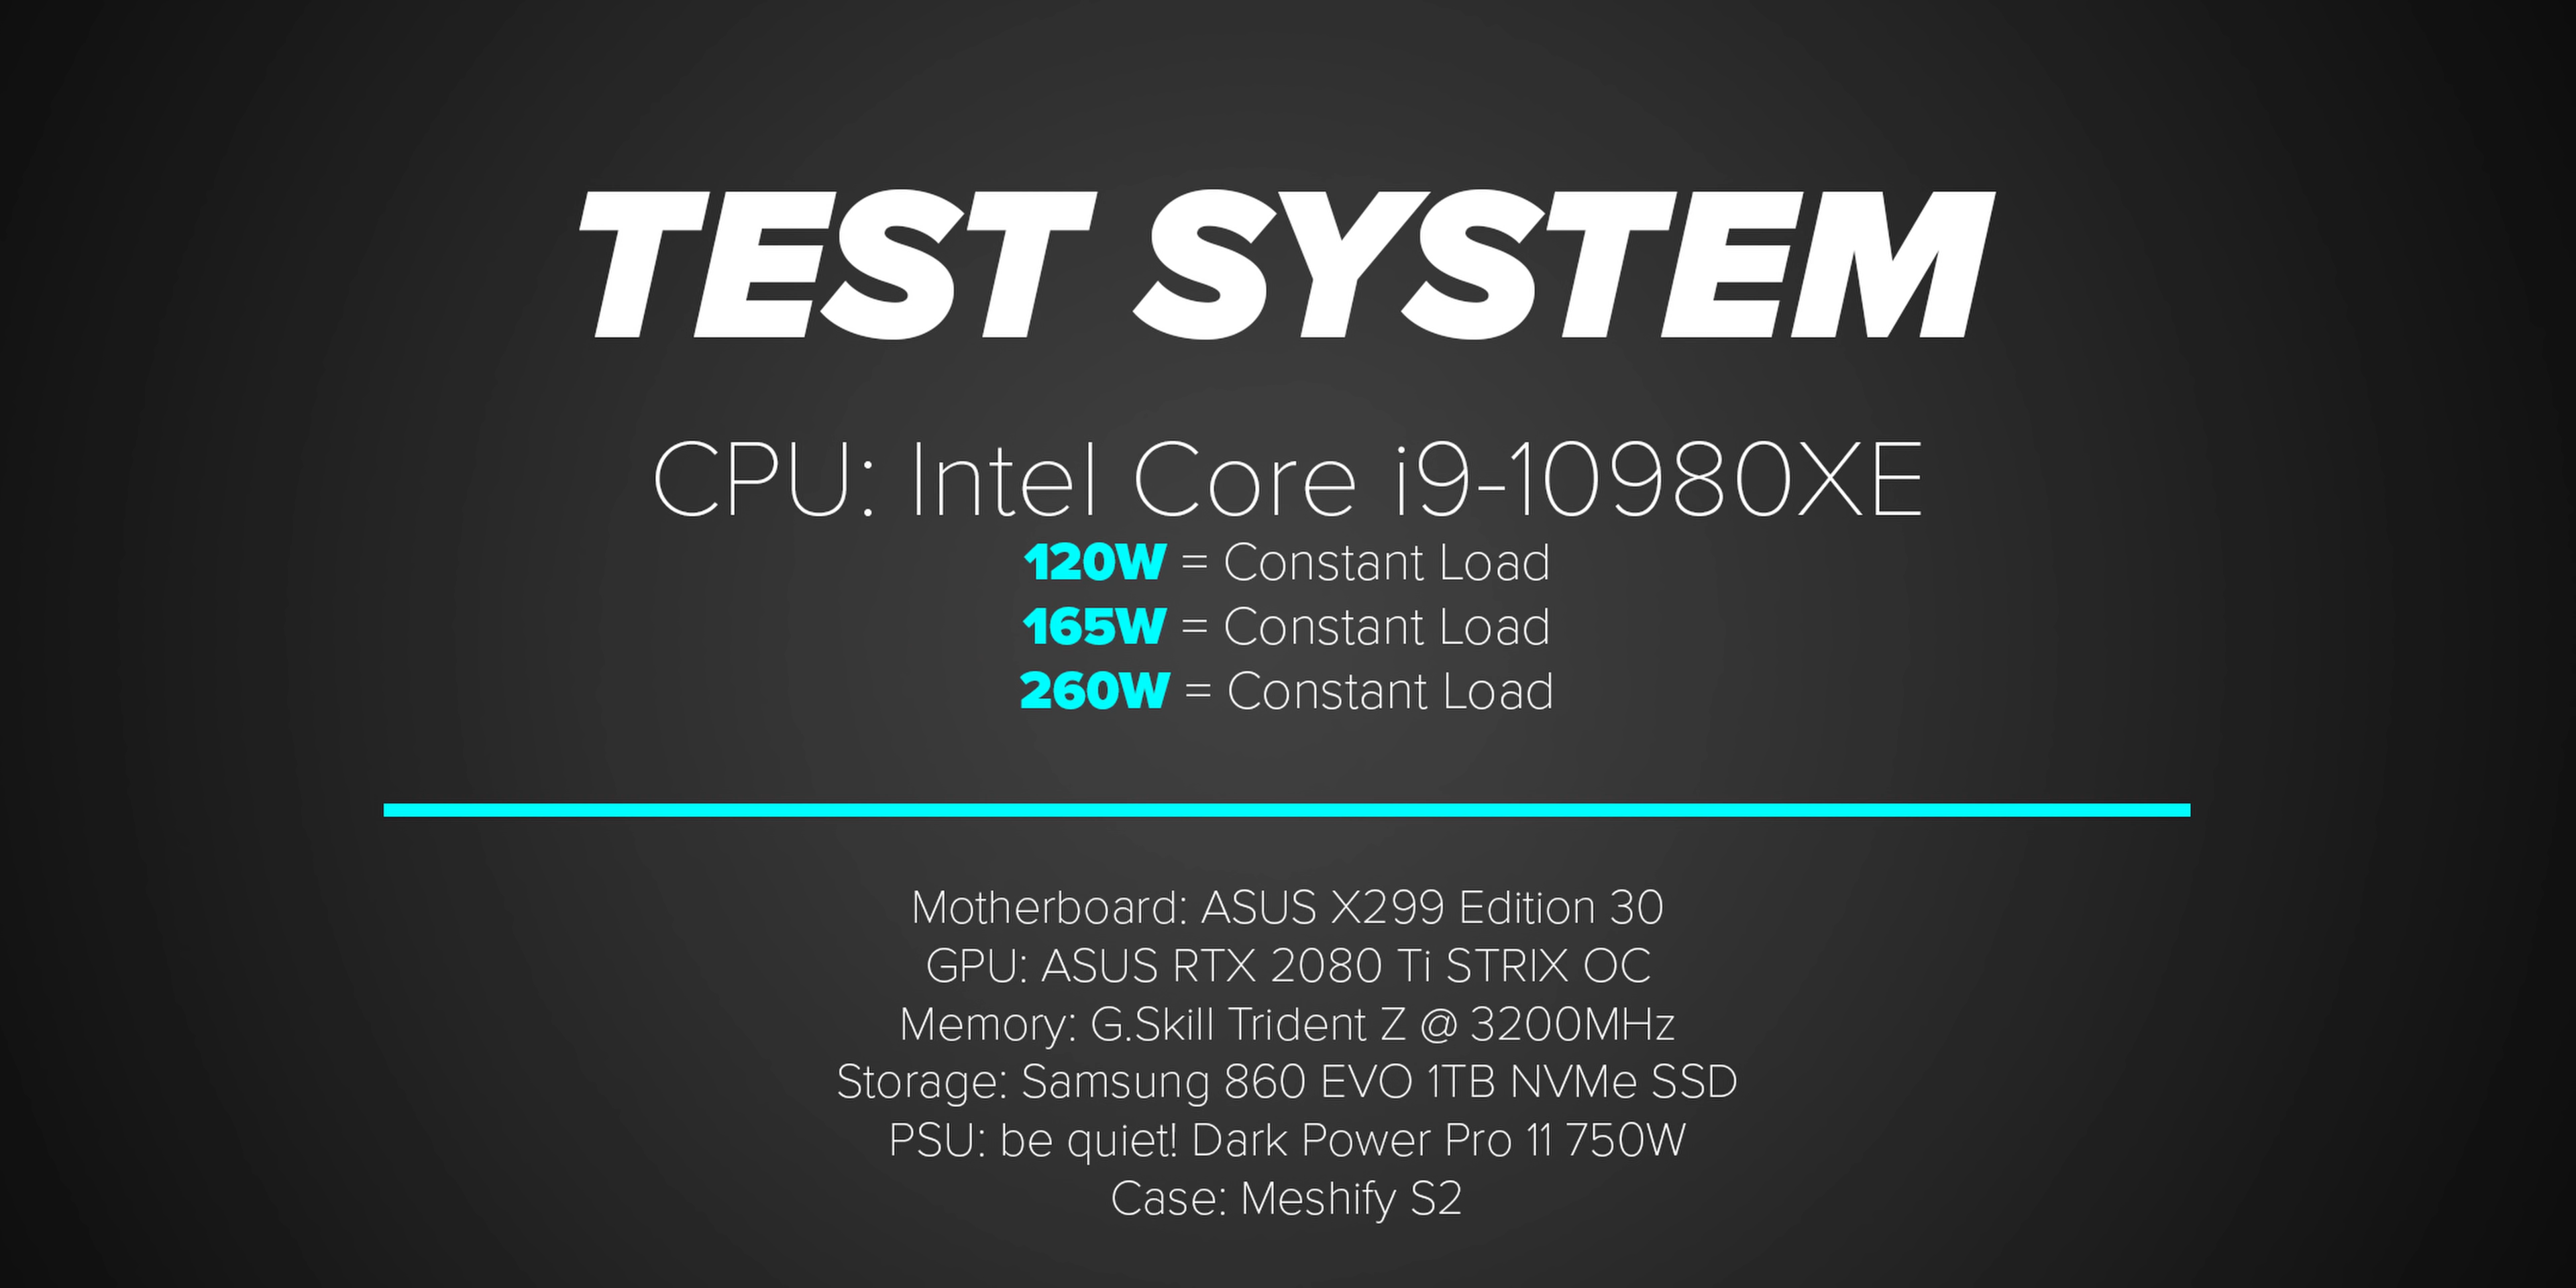 TEST SYSTEM
CPU: Intel Core i9-10980XE
120W = Constant Load
165W = Constant Load
260W = Constant Load
Motherboard: ASUS X299 Edition 30
GPU: ASUS RTX 2080 Ti STRIX OC
Memory: G.Skill Trident Z @ 3200MHz
Storage: Samsung 860 EVO 1TB NVMe SSD
PSU: be quiet! Dark Power Pro 11 750W
Case: Meshify S2